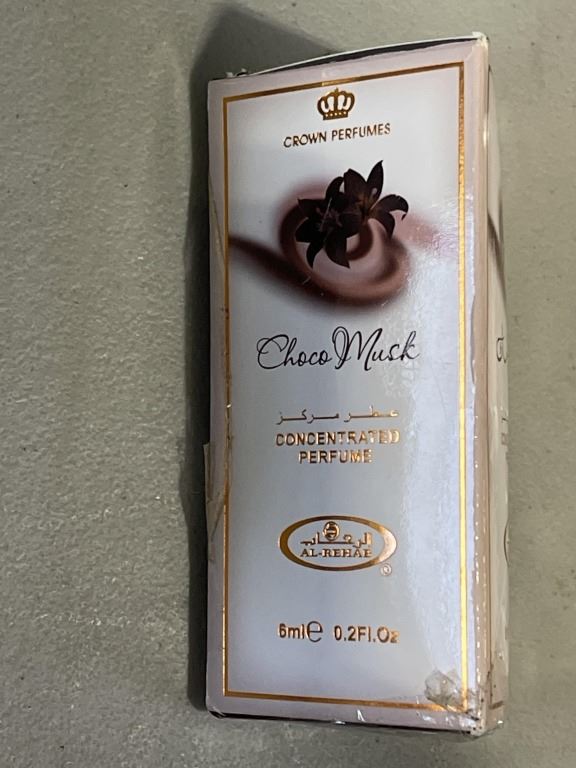 CROWN PERFUMES
Choco Musk
عطر مركز
CONCENTRATED
PERFUME
الرحاب
AL-REHAB
®
6ml℮ 0.2Fl.Oz